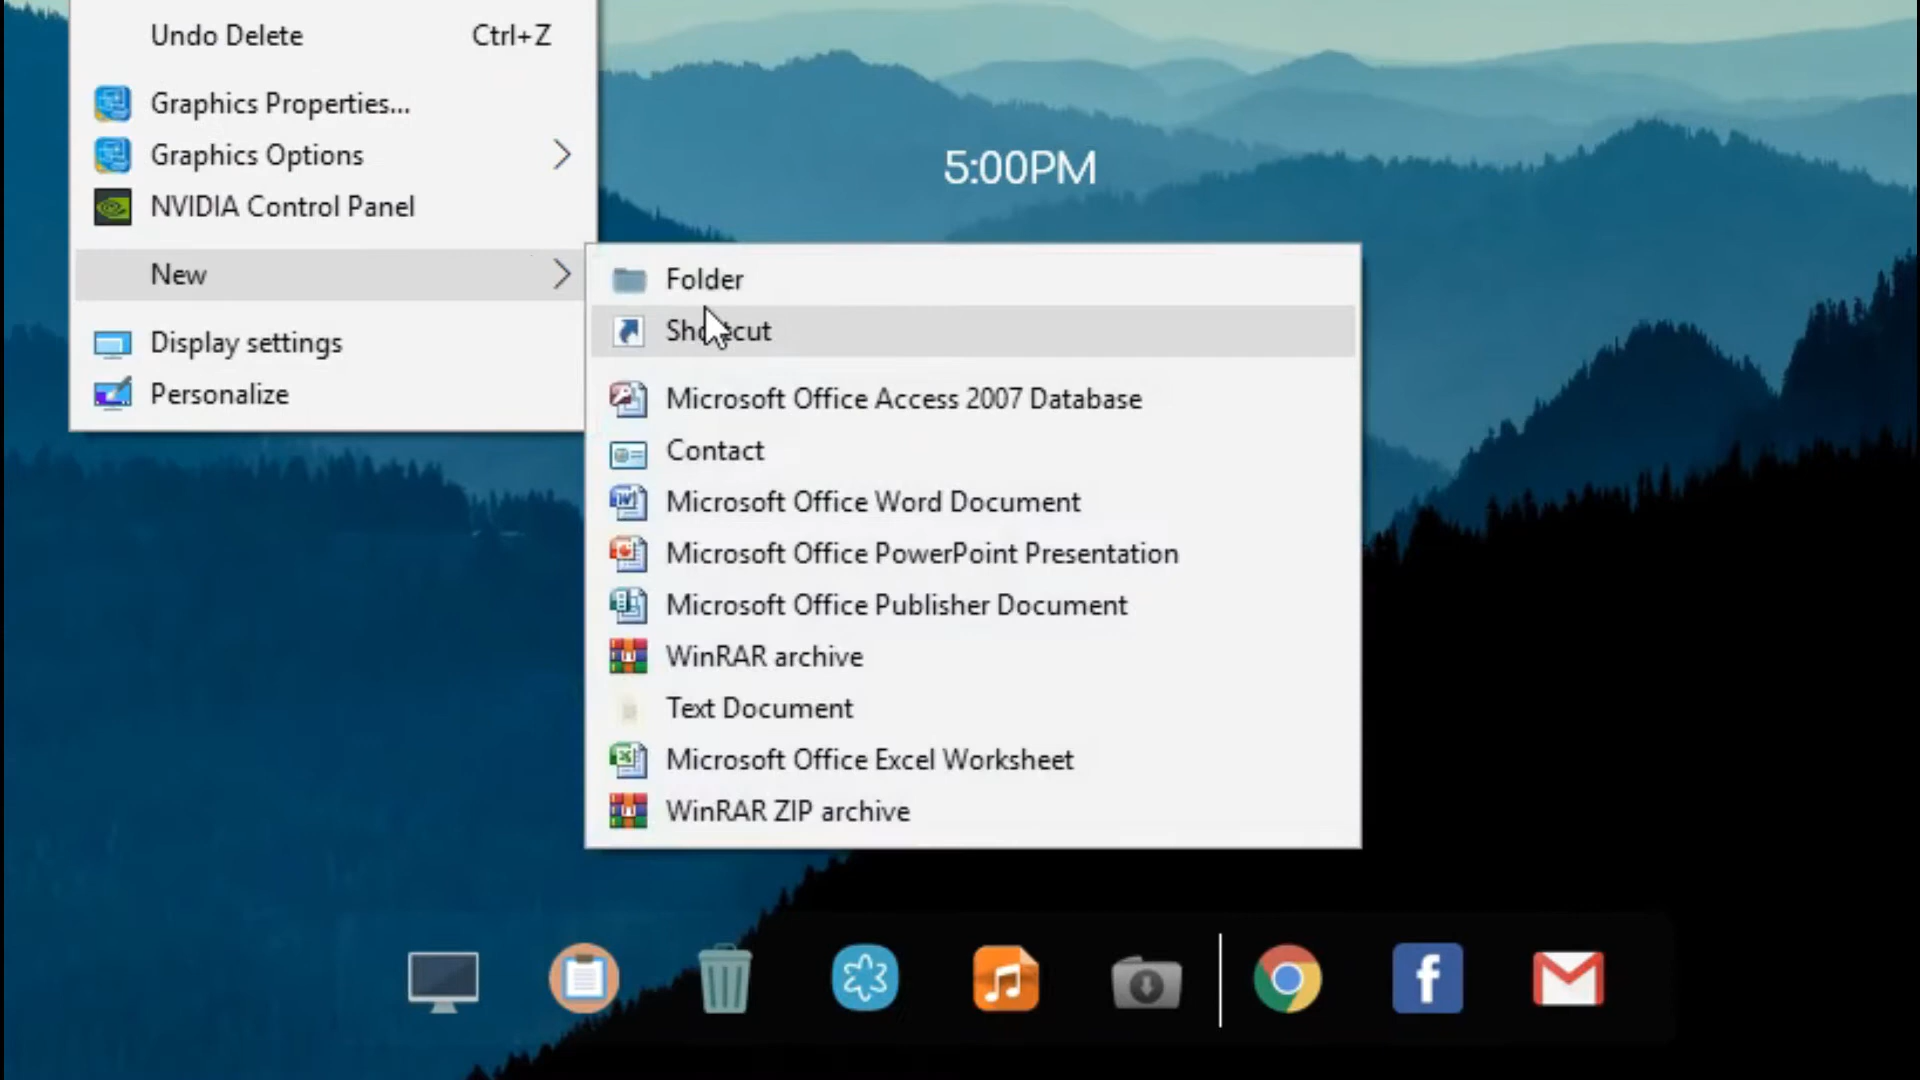 Undo Delete Ctrl+Z
Graphics Properties...
Graphics Options
NVIDIA Control Panel
New
Display settings
Personalize
5:00PM
Folder
Shortcut
Microsoft Office Access 2007 Database
Contact
Microsoft Office Word Document
Microsoft Office PowerPoint Presentation
Microsoft Office Publisher Document
WinRAR archive
Text Document
Microsoft Office Excel Worksheet
WinRAR ZIP archive